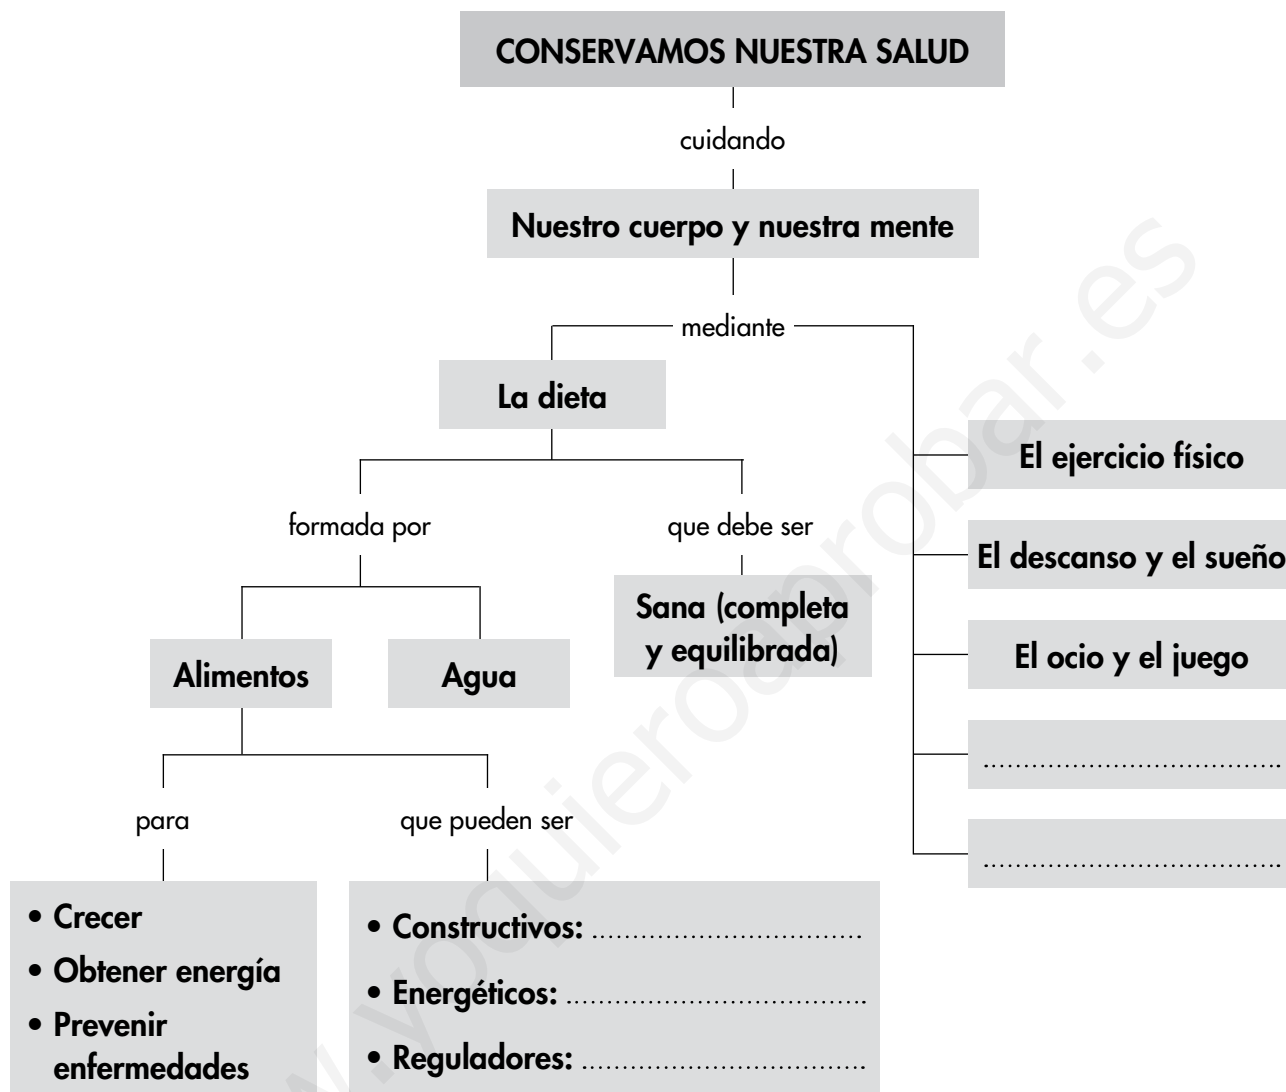 CONSERVAMOS NUESTRA SALUD
cuidando
Nuestro cuerpo y nuestra mente
mediante
La dieta
formada por
que debe ser
Alimentos
Agua
Sana (completa
y equilibrada)
El ejercicio físico
El descanso y el sueño
El ocio y el juego
....................................
....................................
para
que pueden ser
• Crecer
• Obtener energía
• Prevenir
enfermedades
• Constructivos: .................................
• Energéticos: ....................................
• Reguladores: ..................................
w.yoquieroaprobar.es